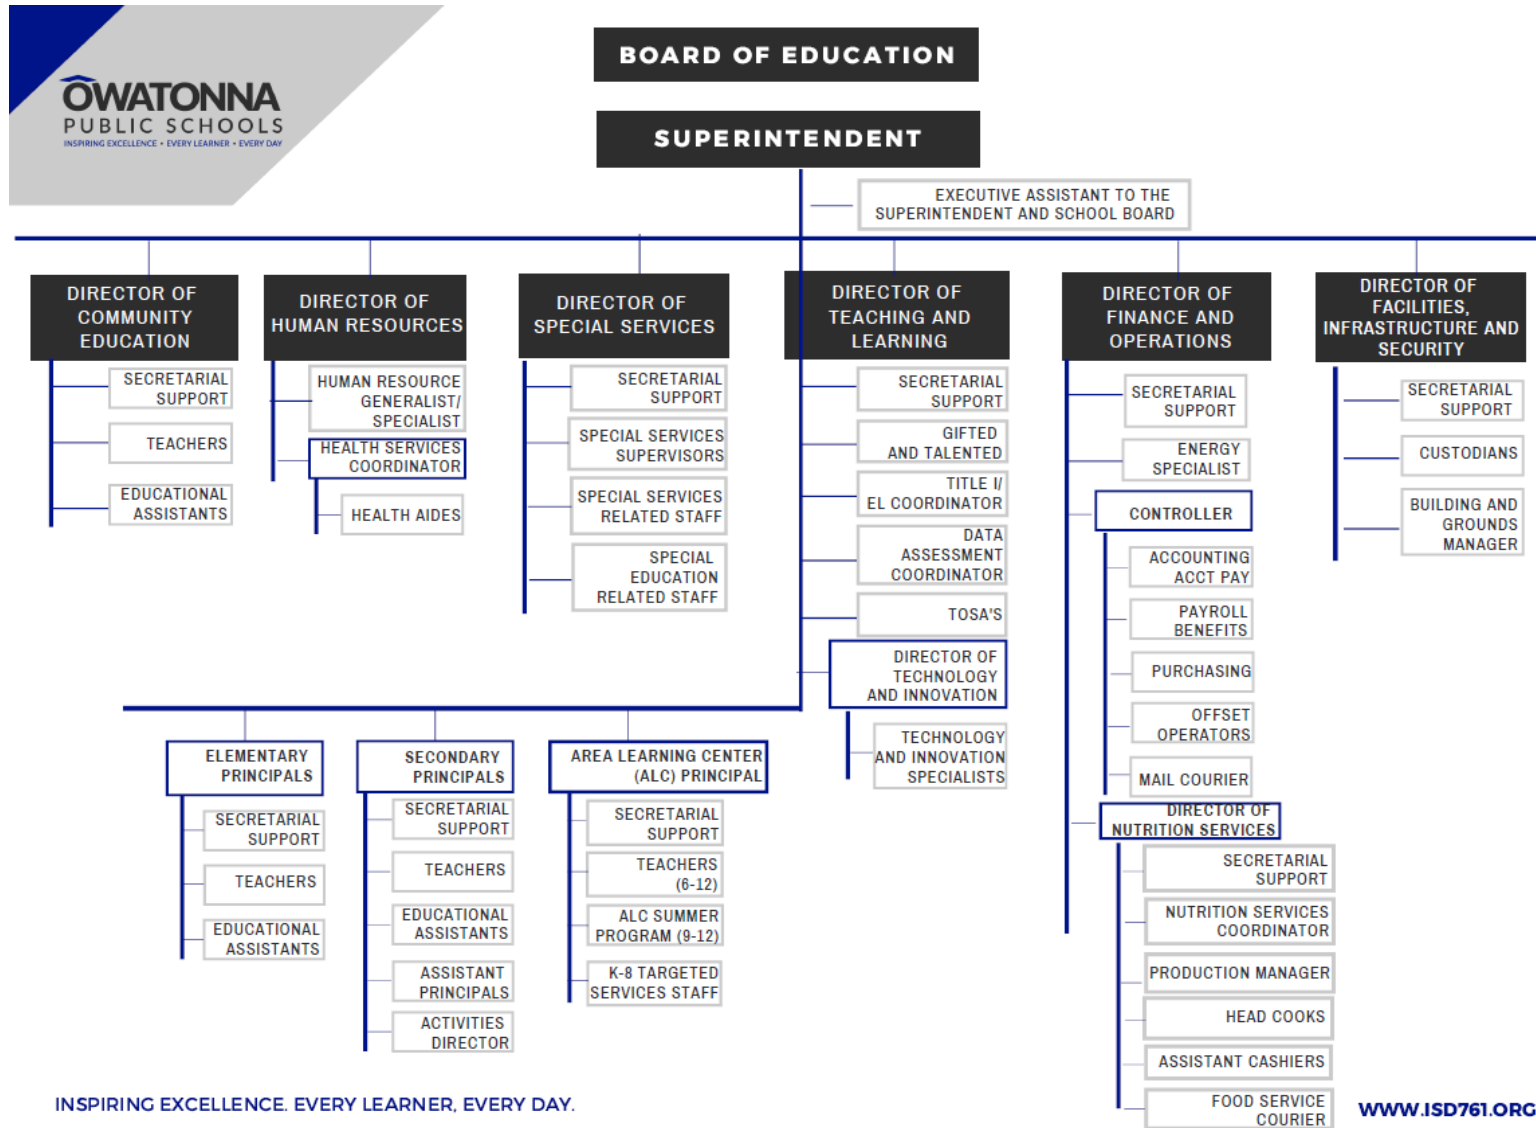 OWATONNA
PUBLIC SCHOOLS
INSPIRING EXCELLENCE • EVERY LEARNER • EVERY DAY
BOARD OF EDUCATION
SUPERINTENDENT
EXECUTIVE ASSISTANT TO THE
SUPERINTENDENT AND SCHOOL BOARD
DIRECTOR OF
COMMUNITY
EDUCATION
SECRETARIAL
SUPPORT
TEACHERS
EDUCATIONAL
ASSISTANTS
DIRECTOR OF
HUMAN RESOURCES
HUMAN RESOURCE
GENERALIST/
SPECIALIST
HEALTH SERVICES
COORDINATOR
HEALTH AIDES
DIRECTOR OF
SPECIAL SERVICES
SECRETARIAL
SUPPORT
SPECIAL SERVICES
SUPERVISORS
SPECIAL SERVICES
RELATED STAFF
SPECIAL
EDUCATION
RELATED STAFF
DIRECTOR OF
TEACHING AND
LEARNING
SECRETARIAL
SUPPORT
GIFTED
AND TALENTED
TITLE I/
EL COORDINATOR
DATA
ASSESSMENT
COORDINATOR
TOSA'S
DIRECTOR OF
TECHNOLOGY
AND INNOVATION
TECHNOLOGY
AND INNOVATION
SPECIALISTS
DIRECTOR OF
FINANCE AND
OPERATIONS
SECRETARIAL
SUPPORT
ENERGY
SPECIALIST
CONTROLLER
ACCOUNTING
ACCT PAY
PAYROLL
BENEFITS
PURCHASING
OFFSET
OPERATORS
MAIL COURIER
DIRECTOR OF
NUTRITION SERVICES
SECRETARIAL
SUPPORT
NUTRITION SERVICES
COORDINATOR
PRODUCTION MANAGER
HEAD COOKS
ASSISTANT CASHIERS
FOOD SERVICE
COURIER
DIRECTOR OF
FACILITIES,
INFRASTRUCTURE AND
SECURITY
SECRETARIAL
SUPPORT
CUSTODIANS
BUILDING AND
GROUNDS
MANAGER
ELEMENTARY
PRINCIPALS
SECRETARIAL
SUPPORT
TEACHERS
EDUCATIONAL
ASSISTANTS
SECONDARY
PRINCIPALS
SECRETARIAL
SUPPORT
TEACHERS
EDUCATIONAL
ASSISTANTS
ASSISTANT
PRINCIPALS
ACTIVITIES
DIRECTOR
AREA LEARNING CENTER
(ALC) PRINCIPAL
SECRETARIAL
SUPPORT
TEACHERS
(6-12)
ALC SUMMER
PROGRAM (9-12)
K-8 TARGETED
SERVICES STAFF
INSPIRING EXCELLENCE. EVERY LEARNER, EVERY DAY.
WWW.ISD761.ORG